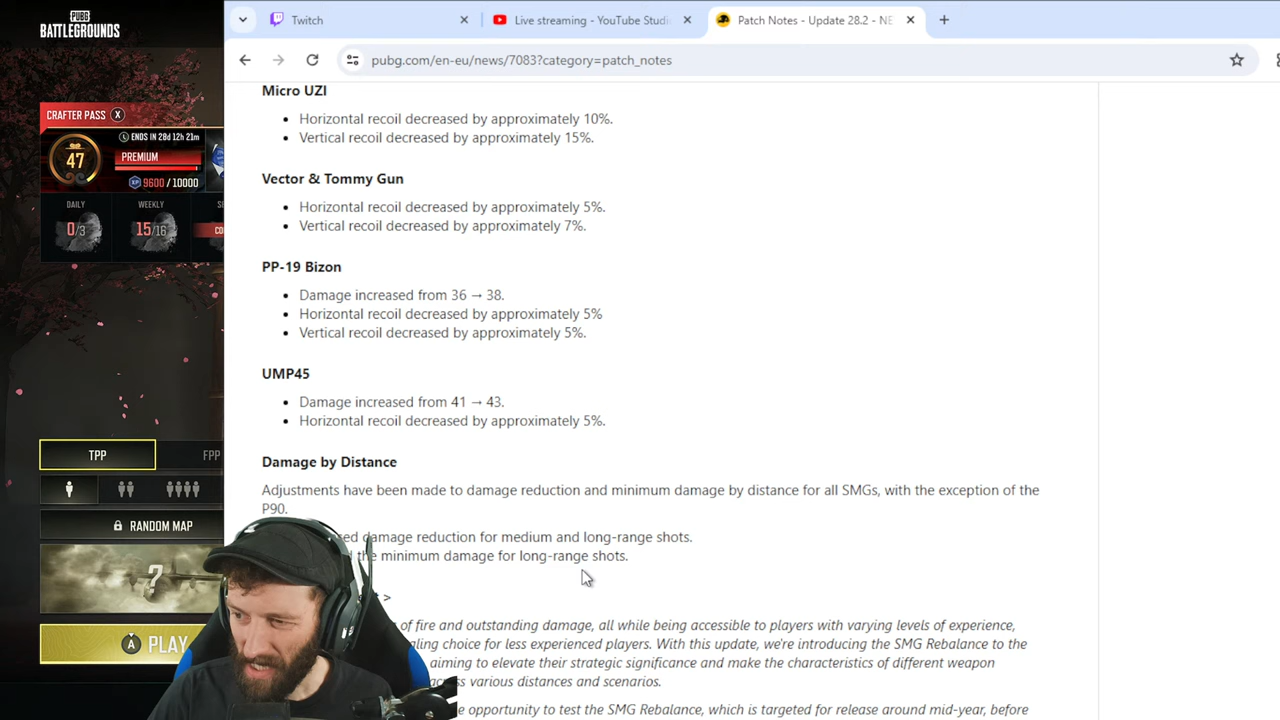 PUBG
BATTLEGROUNDS
Twitch
Live streaming - YouTube Studi
Patch Notes - Update 28.2 - NE
pubg.com/en-eu/news/7083?category=patch_notes
CRAFTER PASS X
ENDS IN 28d 12h 21m
47
PREMIUM
XP 9600 / 10000
DAILY
WEEKLY
0/3
15/16
CO
TPP
FPP
RANDOM MAP
?
A PLAY
Micro UZI
• Horizontal recoil decreased by approximately 10%.
• Vertical recoil decreased by approximately 15%.
Vector & Tommy Gun
• Horizontal recoil decreased by approximately 5%.
• Vertical recoil decreased by approximately 7%.
PP-19 Bizon
• Damage increased from 36 → 38.
• Horizontal recoil decreased by approximately 5%
• Vertical recoil decreased by approximately 5%.
UMP45
• Damage increased from 41 → 43.
• Horizontal recoil decreased by approximately 5%.
Damage by Distance
Adjustments have been made to damage reduction and minimum damage by distance for all SMGs, with the exception of the
P90.
damage reduction for medium and long-range shots.
the minimum damage for long-range shots.
>
of fire and outstanding damage, all while being accessible to players with varying levels of experience,
choice for less experienced players. With this update, we're introducing the SMG Rebalance to the
aiming to elevate their strategic significance and make the characteristics of different weapon
various distances and scenarios.
e opportunity to test the SMG Rebalance, which is targeted for release around mid-year, before